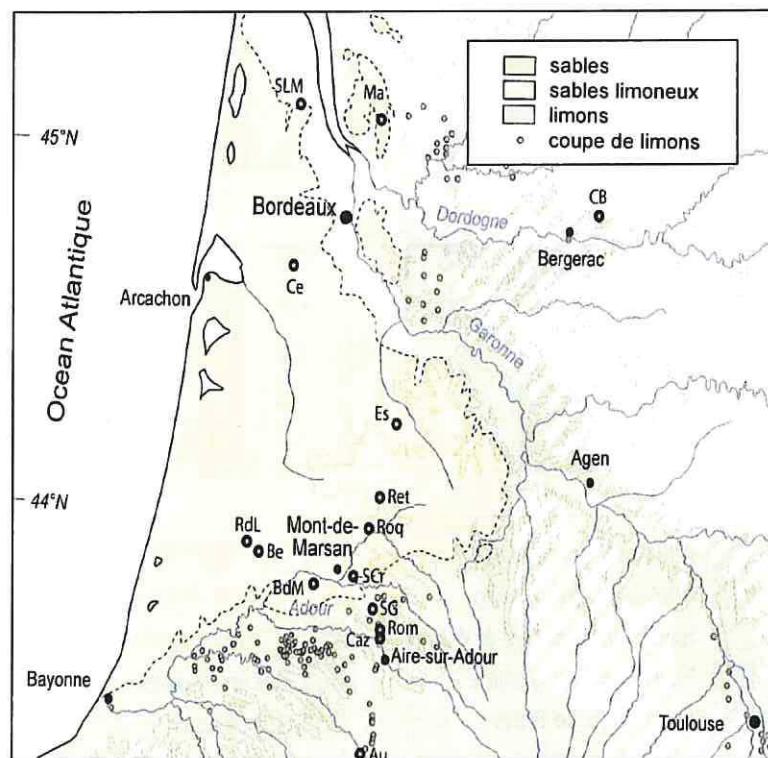 sables
sables limoneux
limons
coupe de limons
SLM
Ma
45°N
CB
Bordeaux
Dordogne
Bergerac
Ce
Arcachon
Garonne
Ocean Atlantique
Es
Agen
44°N
Ret
RdL
Roq
Be
Mont-de-
Marsan
SCr
BdM
Adour
SG
Rom
Caz
Aire-sur-Adour
Bayonne
Toulouse
Au